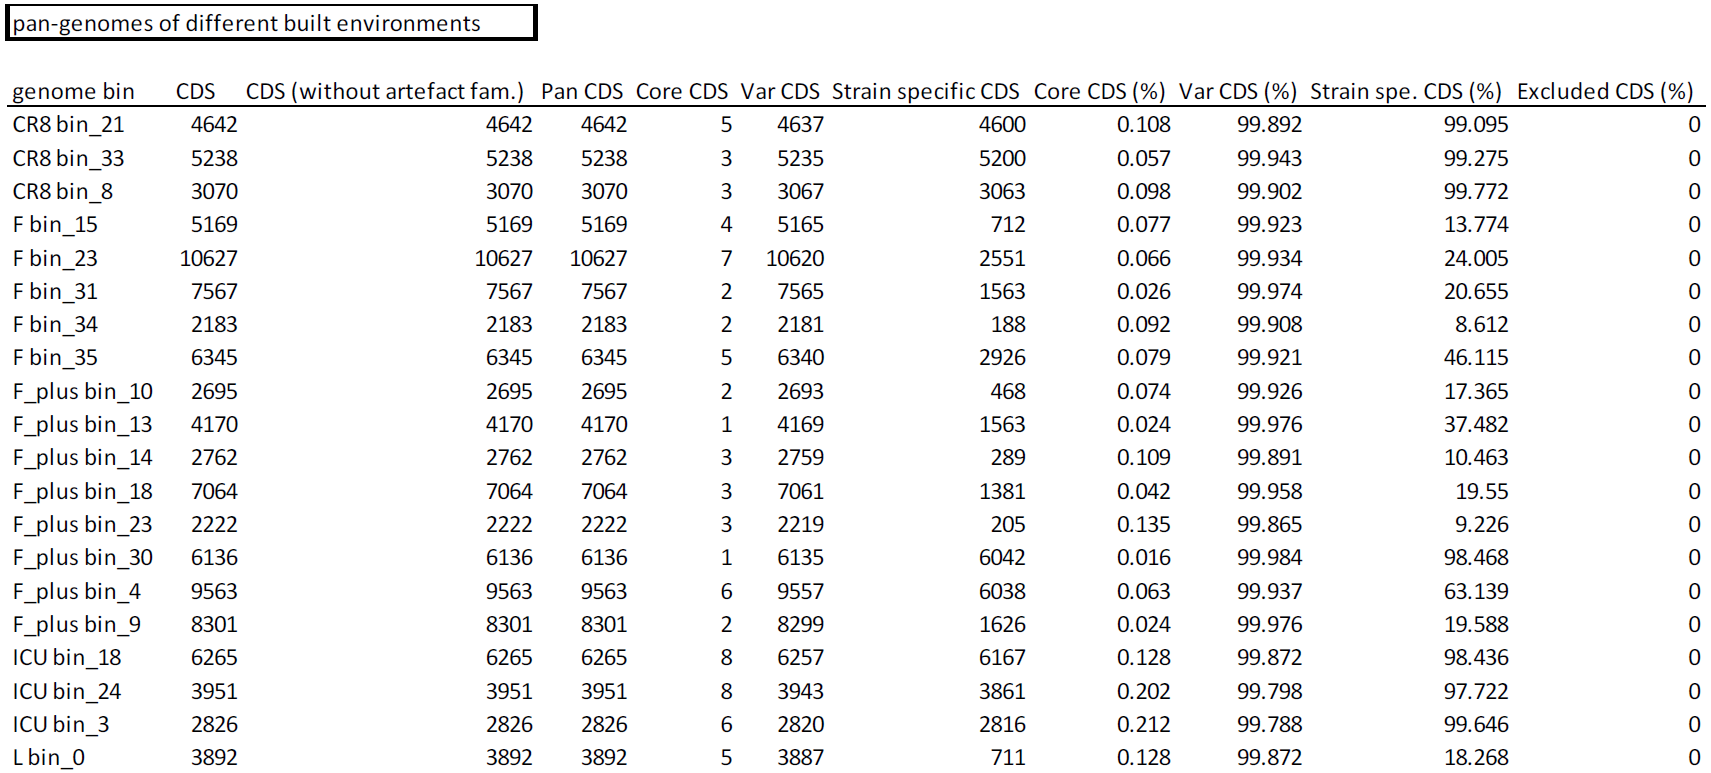 pan-genomes of different built environments
genome bin CDS CDS (without artefact fam.) Pan CDS Core CDS Var CDS Strain specific CDS Core CDS (%) Var CDS (%) Strain spe. CDS (%) Excluded CDS (%)
CR8 bin_21 4642 4642 4642 5 4637 4600 0.108 99.892 99.095 0
CR8 bin_33 5238 5238 5238 3 5235 5200 0.057 99.943 99.275 0
CR8 bin_8 3070 3070 3070 3 3067 3063 0.098 99.902 99.772 0
F bin_15 5169 5169 5169 4 5165 712 0.077 99.923 13.774 0
F bin_23 10627 10627 10627 7 10620 2551 0.066 99.934 24.005 0
F bin_31 7567 7567 7567 2 7565 1563 0.026 99.974 20.655 0
F bin_34 2183 2183 2183 2 2181 188 0.092 99.908 8.612 0
F bin_35 6345 6345 6345 5 6340 2926 0.079 99.921 46.115 0
F_plus bin_10 2695 2695 2695 2 2693 468 0.074 99.926 17.365 0
F_plus bin_13 4170 4170 4170 1 4169 1563 0.024 99.976 37.482 0
F_plus bin_14 2762 2762 2762 3 2759 289 0.109 99.891 10.463 0
F_plus bin_18 7064 7064 7064 3 7061 1381 0.042 99.958 19.55 0
F_plus bin_23 2222 2222 2222 3 2219 205 0.135 99.865 9.226 0
F_plus bin_30 6136 6136 6136 1 6135 6042 0.016 99.984 98.468 0
F_plus bin_4 9563 9563 9563 6 9557 6038 0.063 99.937 63.139 0
F_plus bin_9 8301 8301 8301 2 8299 1626 0.024 99.976 19.588 0
ICU bin_18 6265 6265 6265 8 6257 6167 0.128 99.872 98.436 0
ICU bin_24 3951 3951 3951 8 3943 3861 0.202 99.798 97.722 0
ICU bin_3 2826 2826 2826 6 2820 2816 0.212 99.788 99.646 0
L bin_0 3892 3892 3892 5 3887 711 0.128 99.872 18.268 0